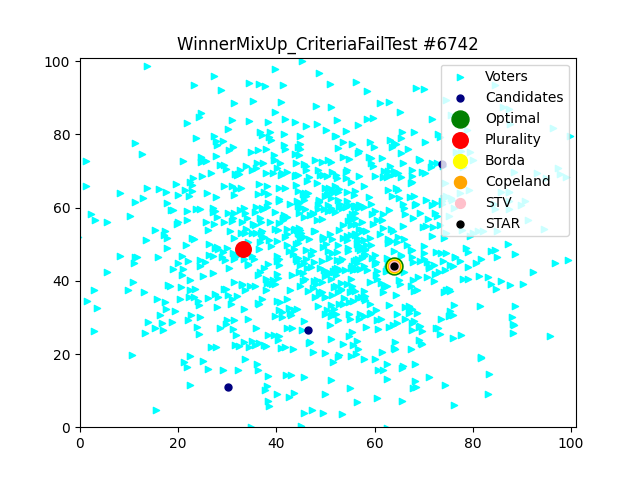 WinnerMixUp_CriteriaFailTest #6742
100
80
60
40
20
0
0
20
40
60
80
100
Voters
Candidates
Optimal
Plurality
Borda
Copeland
STV
STAR